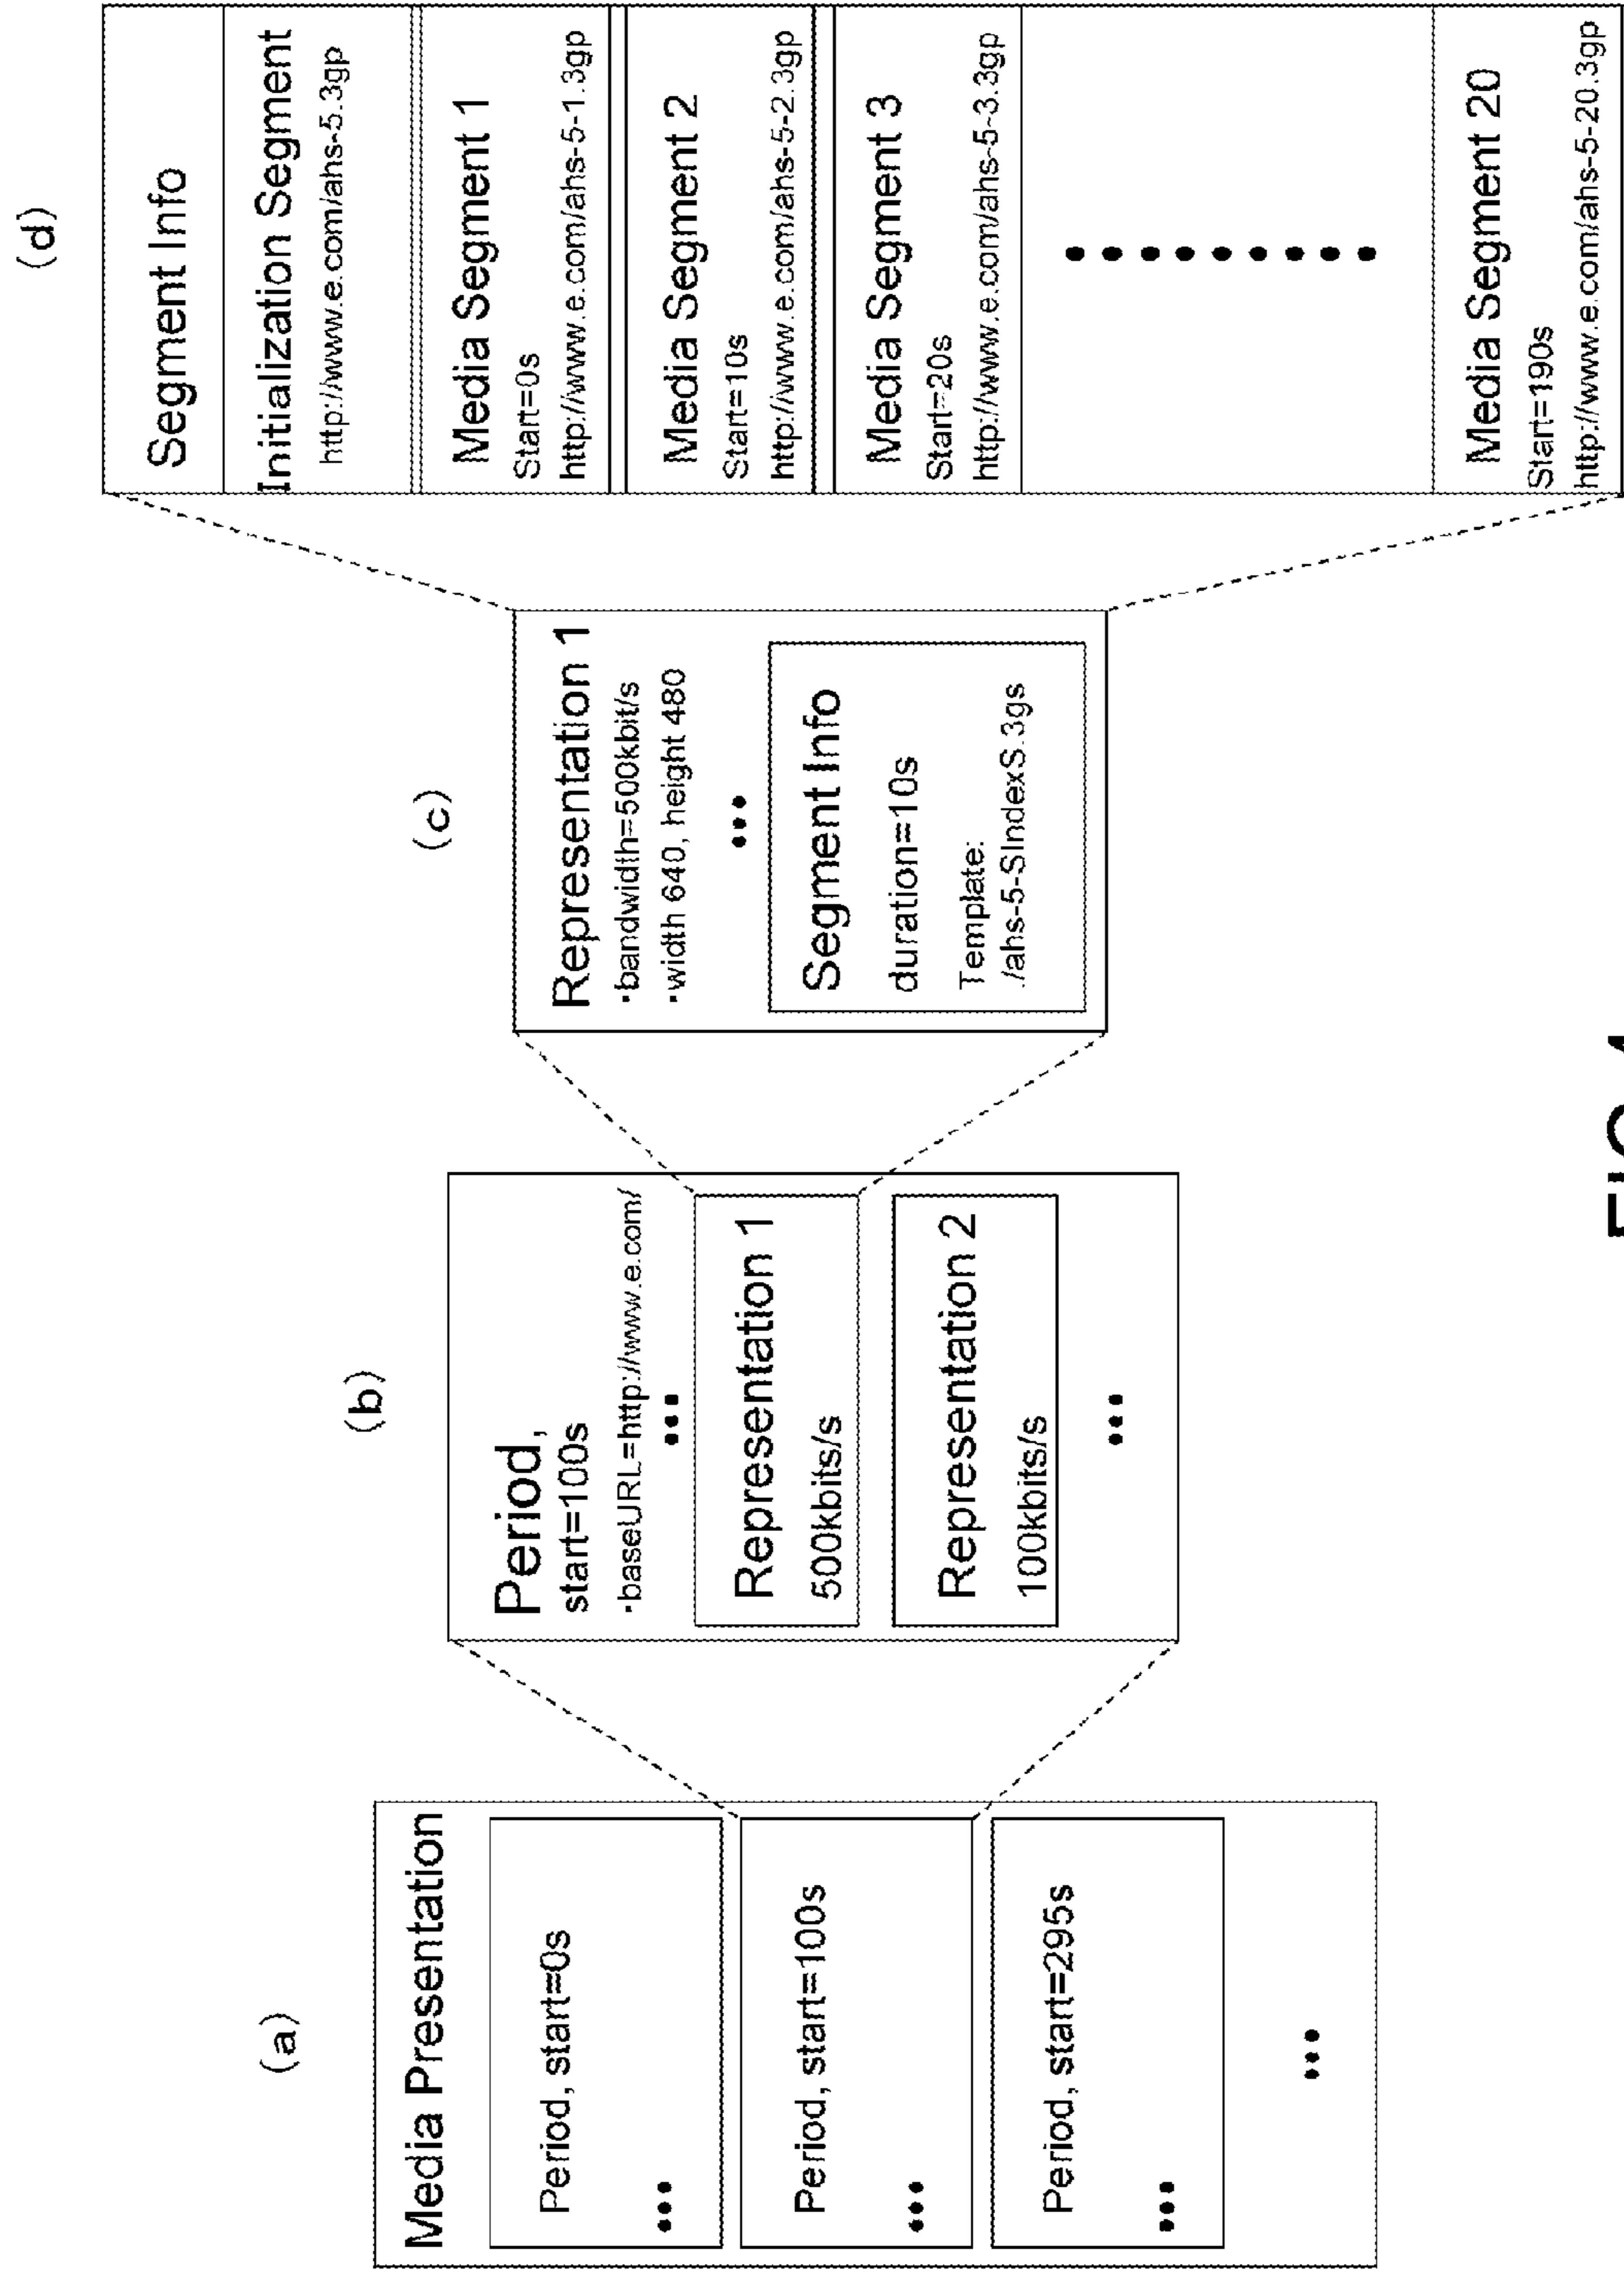 (a)
Media Presentation
Period, start=0s
•••
Period, start=100s
•••
Period, start=295s
•••
(b)
Period,
start=100s
·baseURL=http://www.e.com/
•••
Representation 1
500kbits/s
Representation 2
100kbits/s
•••
(c)
Representation 1
·bandwidth=500kbit/s
·width 640, height 480
•••
Segment Info
duration=10s
Template:
./ahs-5-SIndexS.3gs
(d)
Segment Info
Initialization Segment
http://www.e.com/ahs-5.3gp
Media Segment 1
Start=0s
http://www.e.com/ahs-5-1.3gp
Media Segment 2
Start=10s
http://www.e.com/ahs-5-2.3gp
Media Segment 3
Start=20s
http://www.e.com/ahs-5-3.3gp
•••••••••
Media Segment 20
Start=190s
http://www.e.com/ahs-5-20.3gp